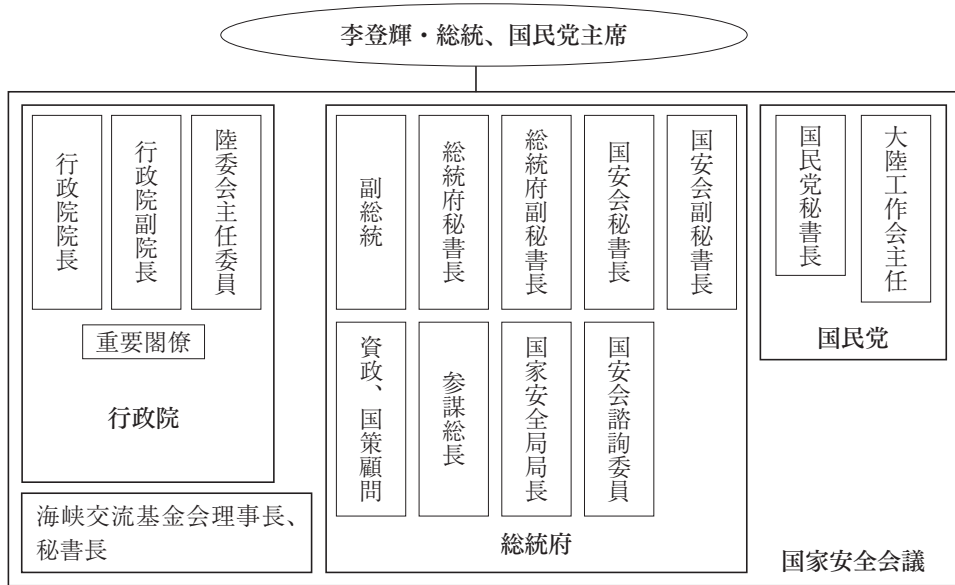 李登輝・総統、国民党主席
行政院院長
行政院副院長
陸委会主任委員
重要閣僚
行政院
海峡交流基金会理事長、
秘書長
副総統
総統府秘書長
総統府副秘書長
国安会秘書長
国安会副秘書長
資政、国策顧問
参謀総長
国家安全局局長
国安会諮詢委員
総統府
国民党秘書長
大陸工作会主任
国民党
国家安全会議